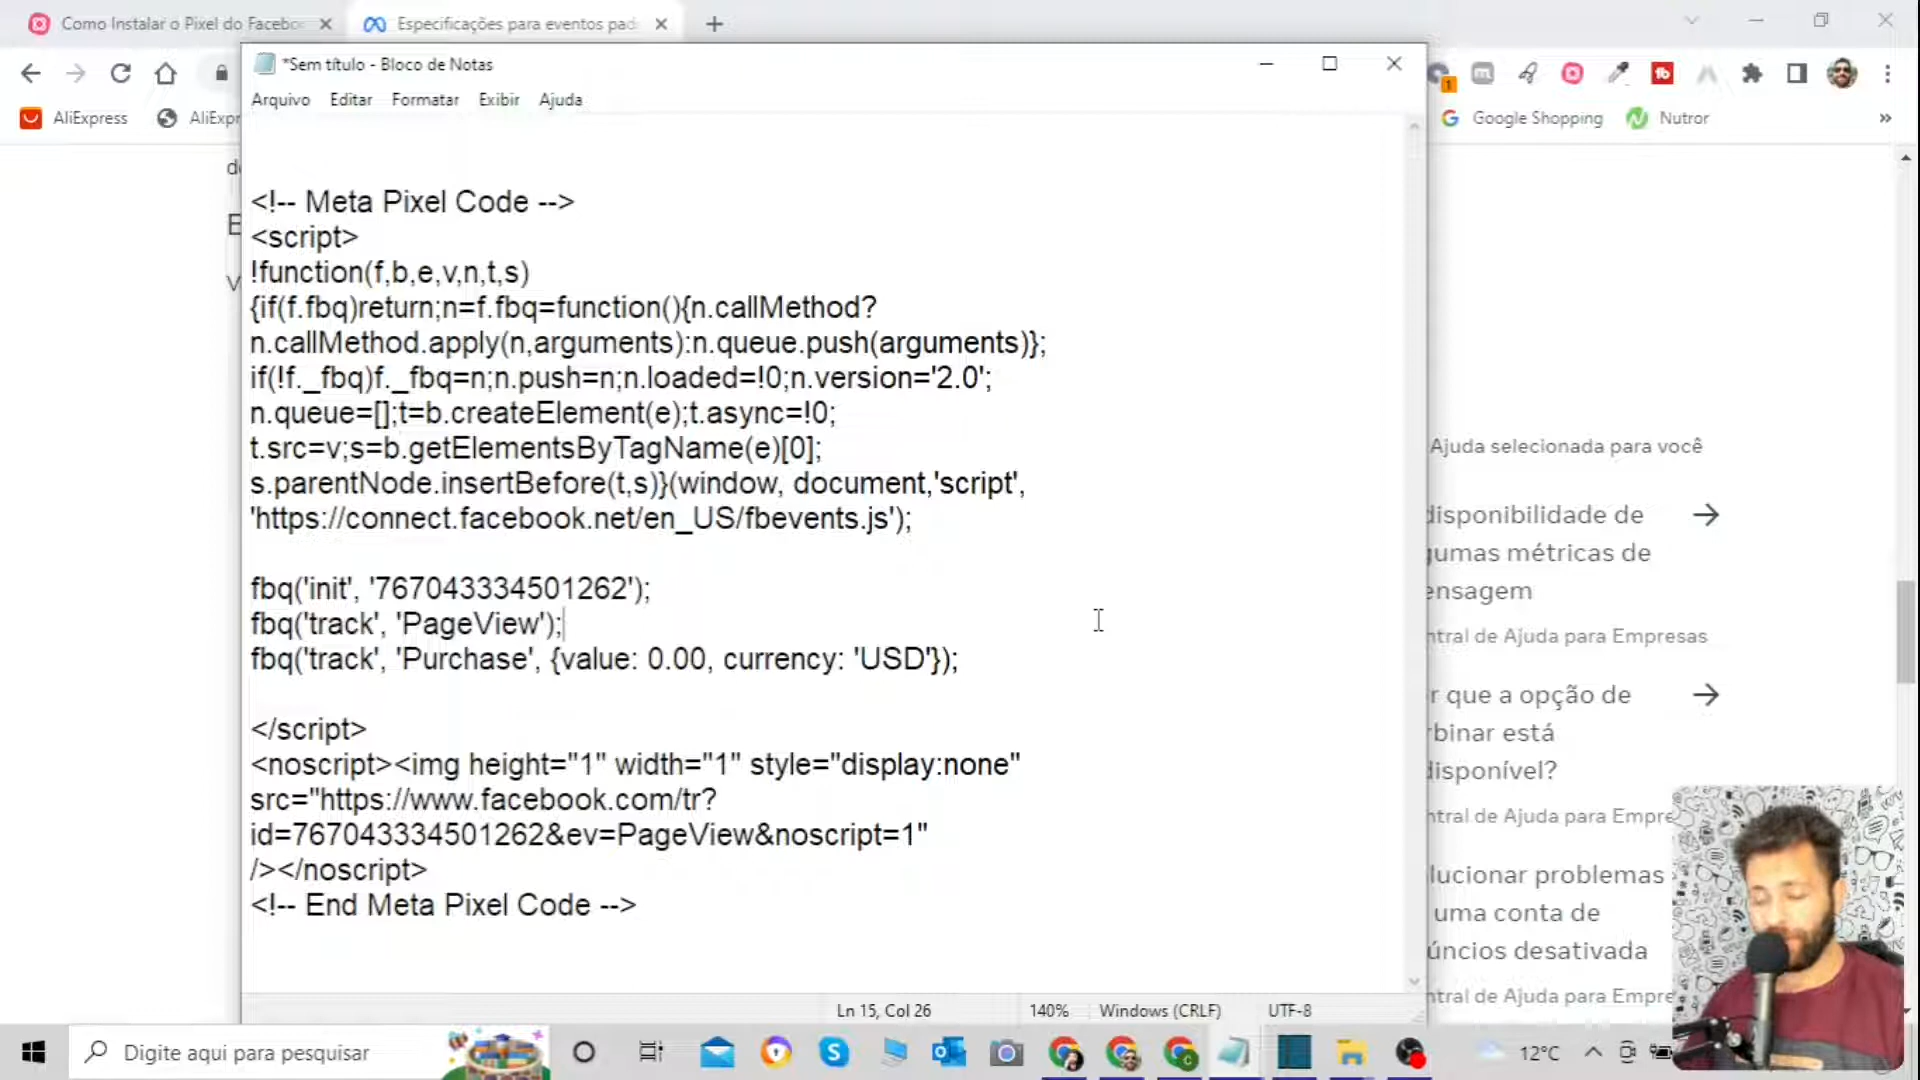 Como Instalar o Pixel do Facebo
Especificações para eventos pad
*Sem título - Bloco de Notas
Arquivo Editar Formatar Exibir Ajuda
AliExpress
AliExpr
Google Shopping
Nutror
<!-- Meta Pixel Code -->
<script>
!function(f,b,e,v,n,t,s)
{if(f.fbq)return;n=f.fbq=function(){n.callMethod?
n.callMethod.apply(n,arguments):n.queue.push(arguments)};
if(!f._fbq)f._fbq=n;n.push=n;n.loaded=!0;n.version='2.0';
n.queue=[];t=b.createElement(e);t.async=!0;
t.src=v;s=b.getElementsByTagName(e)[0];
s.parentNode.insertBefore(t,s)}(window, document,'script',
'https://connect.facebook.net/en_US/fbevents.js');
fbq('init', '767043334501262');
fbq('track', 'PageView');
fbq('track', 'Purchase', {value: 0.00, currency: 'USD'});
</script>
<noscript><img height="1" width="1" style="display:none"
src="https://www.facebook.com/tr?
id=767043334501262&ev=PageView&noscript=1"
/></noscript>
<!-- End Meta Pixel Code -->
Ajuda selecionada para você
disponibilidade de
gumas métricas de
ensagem
ntral de Ajuda para Empresas
r que a opção de
rbinar está
disponível?
ntral de Ajuda para Empre
lucionar problemas
uma conta de
úncios desativada
ntral de Ajuda para Empre
Ln 15, Col 26
140%
Windows (CRLF)
UTF-8
Digite aqui para pesquisar
12°C